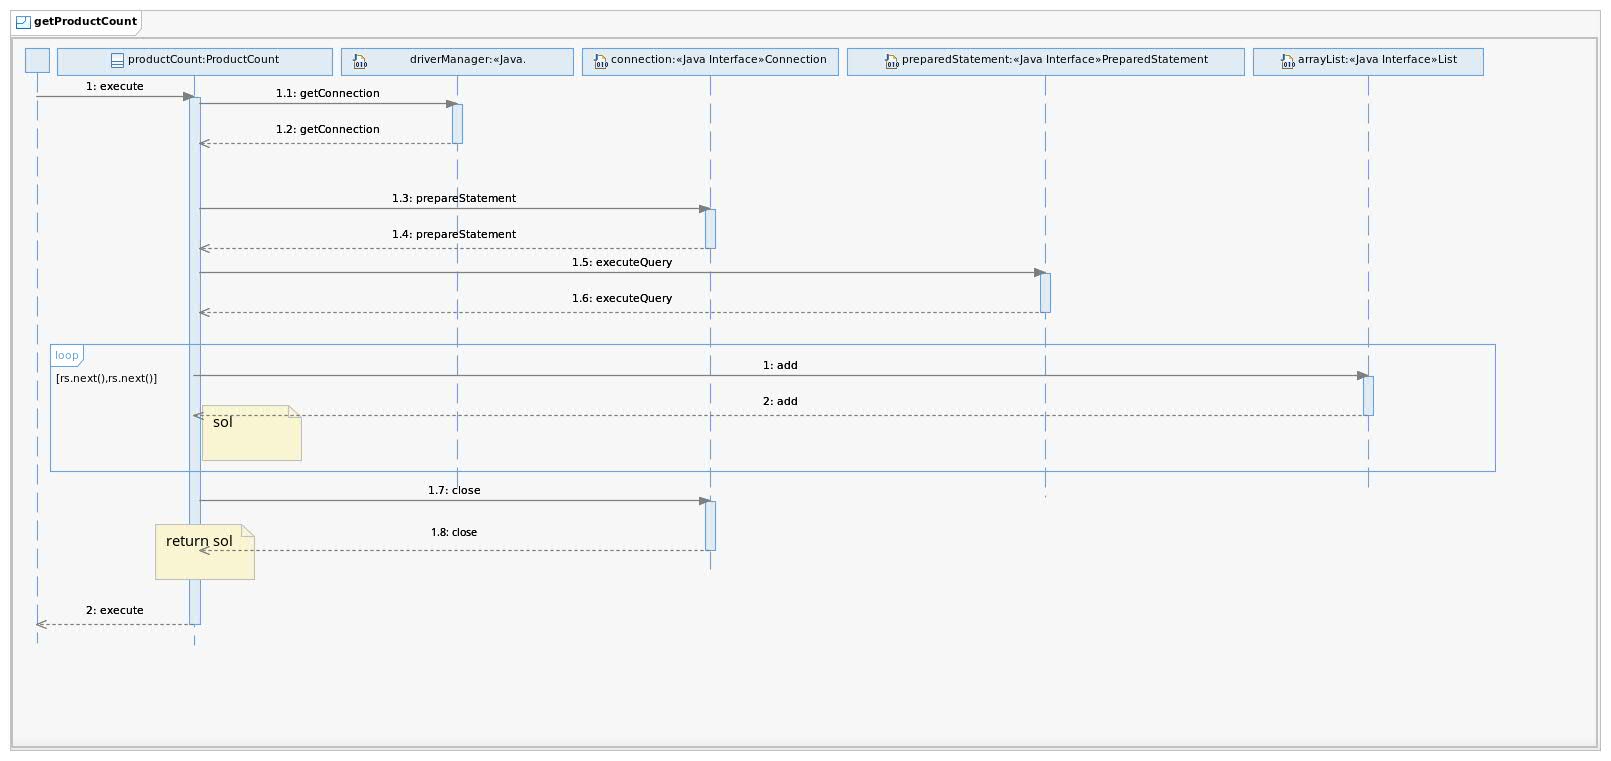 getProductCount
productCount:ProductCount
driverManager:«Java.
connection:«Java Interface»Connection
preparedStatement:«Java Interface»PreparedStatement
arrayList:«Java Interface»List
1: execute
1.1: getConnection
1.2: getConnection
1.3: prepareStatement
1.4: prepareStatement
1.5: executeQuery
1.6: executeQuery
loop
[rs.next(),rs.next()]
1: add
2: add
sol
1.7: close
1.8: close
return sol
2: execute